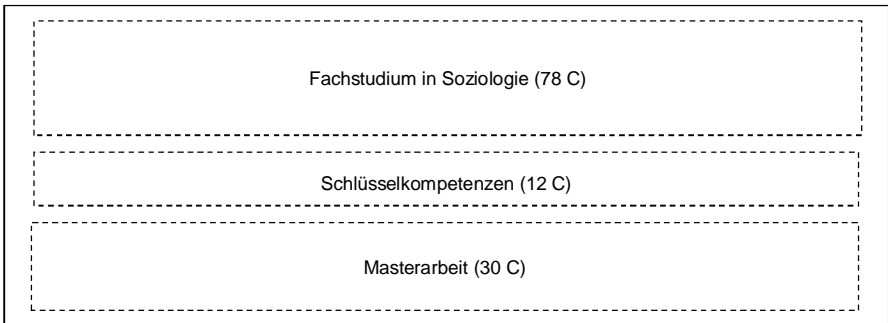 Fachstudium in Soziologie (78 C)
Schlüsselkompetenzen (12 C)
Masterarbeit (30 C)